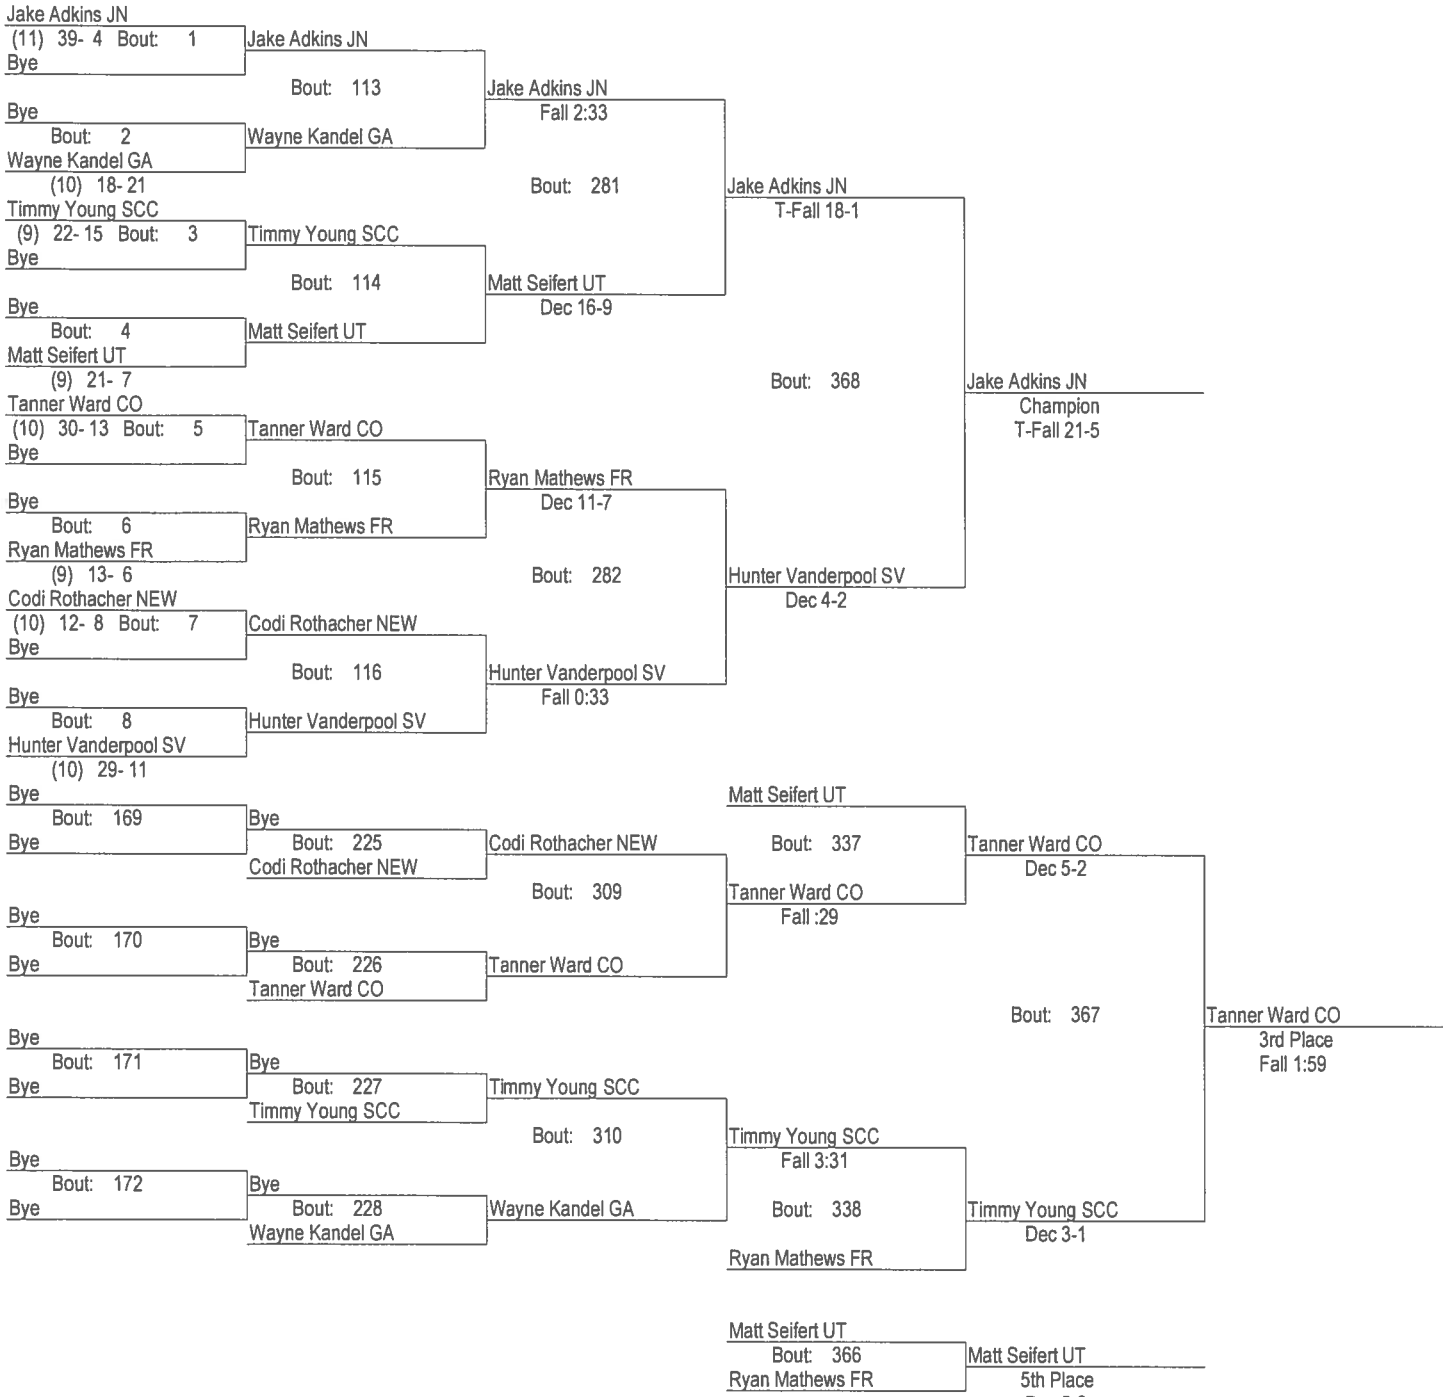 Jake Adkins JN
(11) 39- 4 Bout: 1
Bye
Bye
Bout: 2
Wayne Kandel GA
(10) 18- 21
Timmy Young SCC
(9) 22- 15 Bout: 3
Bye
Bye
Bout: 4
Matt Seifert UT
(9) 21- 7
Tanner Ward CO
(10) 30- 13 Bout: 5
Bye
Bye
Bout: 6
Ryan Mathews FR
(9) 13- 6
Codi Rothacher NEW
(10) 12- 8 Bout: 7
Bye
Bye
Bout: 8
Hunter Vanderpool SV
(10) 29- 11
Jake Adkins JN
Bout: 113
Wayne Kandel GA
Timmy Young SCC
Bout: 114
Matt Seifert UT
Tanner Ward CO
Bout: 115
Ryan Mathews FR
Codi Rothacher NEW
Bout: 116
Hunter Vanderpool SV
Jake Adkins JN
Fall 2:33
Bout: 281
Matt Seifert UT
Dec 16-9
Ryan Mathews FR
Dec 11-7
Bout: 282
Hunter Vanderpool SV
Fall 0:33
Jake Adkins JN
T-Fall 18-1
Bout: 368
Hunter Vanderpool SV
Dec 4-2
Jake Adkins JN
Champion
T-Fall 21-5
Bye
Bout: 169
Bye
Bye
Bout: 170
Bye
Bye
Bout: 171
Bye
Bye
Bout: 172
Bye
Bye
Bout: 225
Codi Rothacher NEW
Bye
Bout: 226
Tanner Ward CO
Bye
Bout: 227
Timmy Young SCC
Bye
Bout: 228
Wayne Kandel GA
Codi Rothacher NEW
Bout: 309
Tanner Ward CO
Timmy Young SCC
Bout: 310
Wayne Kandel GA
Matt Seifert UT
Bout: 337
Tanner Ward CO
Fall :29
Timmy Young SCC
Fall 3:31
Bout: 338
Ryan Mathews FR
Tanner Ward CO
Dec 5-2
Bout: 367
Timmy Young SCC
Dec 3-1
Tanner Ward CO
3rd Place
Fall 1:59
Matt Seifert UT
Bout: 366
Ryan Mathews FR
Matt Seifert UT
5th Place